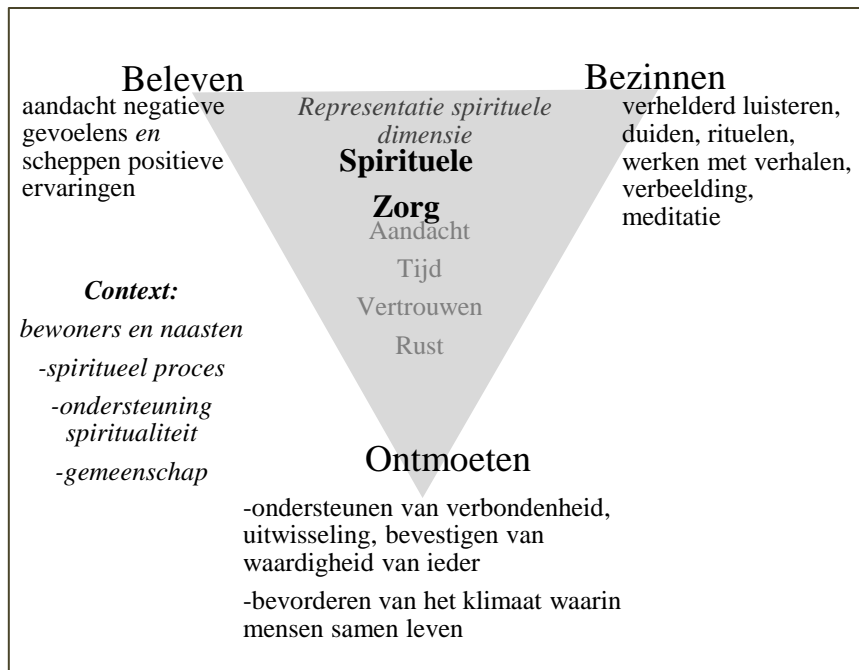 Beleven
aandacht negatieve
gevoelens en
scheppen positieve
ervaringen
Representatie spirituele
dimensie
Spirituele
Zorg
Aandacht
Tijd
Vertrouwen
Rust
Bezinnen
verhelderd luisteren,
duiden, rituelen,
werken met verhalen,
verbeelding,
meditatie
Context:
bewoners en naasten
-spiritueel proces
-ondersteuning
spiritualiteit
-gemeenschap
Ontmoeten
-ondersteunen van verbondenheid,
uitwisseling, bevestigen van
waardigheid van ieder
-bevorderen van het klimaat waarin
mensen samen leven